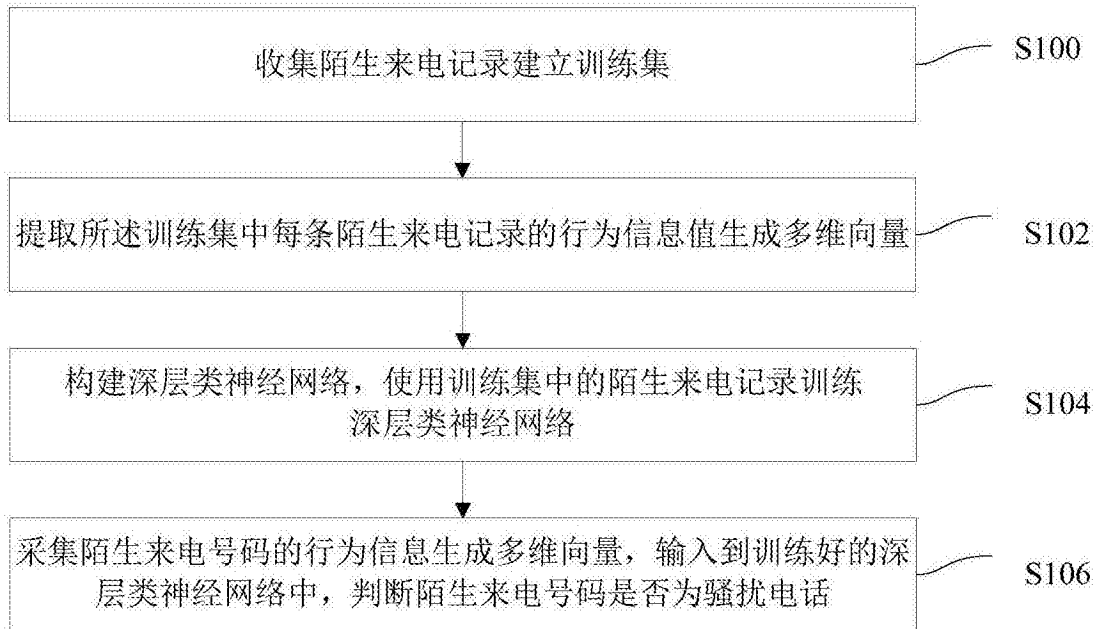 收集陌生来电记录建立训练集
S100
提取所述训练集中每条陌生来电记录的行为信息值生成多维向量
S102
构建深层类神经网络，使用训练集中的陌生来电记录训练
深层类神经网络
S104
采集陌生来电号码的行为信息生成多维向量，输入到训练好的深
层类神经网络中，判断陌生来电号码是否为骚扰电话
S106